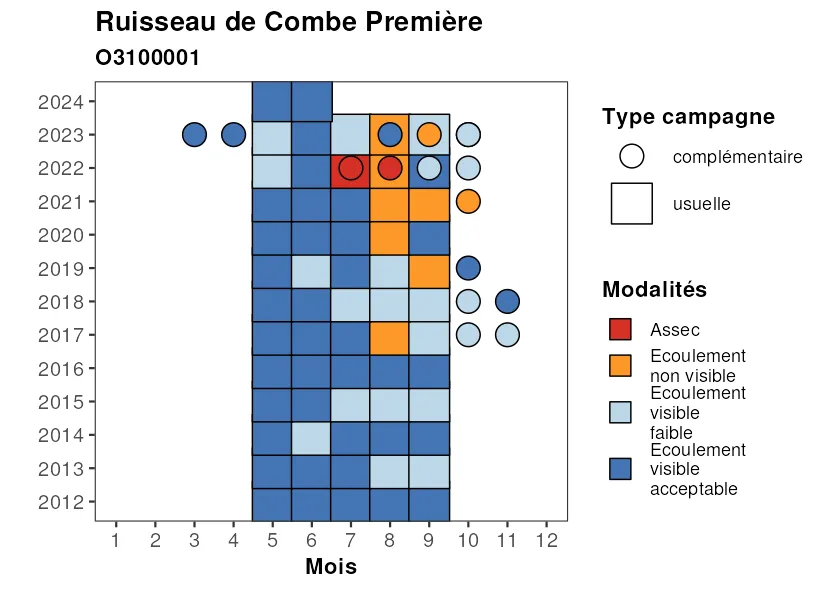 Ruisseau de Combe Première
O3100001
2024
2023
2022
2021
2020
2019
2018
2017
2016
2015
2014
2013
2012
1 2 3 4 5 6 7 8 9 10 11 12
Mois
Type campagne
complémentaire
usuelle
Modalités
Assec
Ecoulement
non visible
Ecoulement
visible
faible
Ecoulement
visible
acceptable